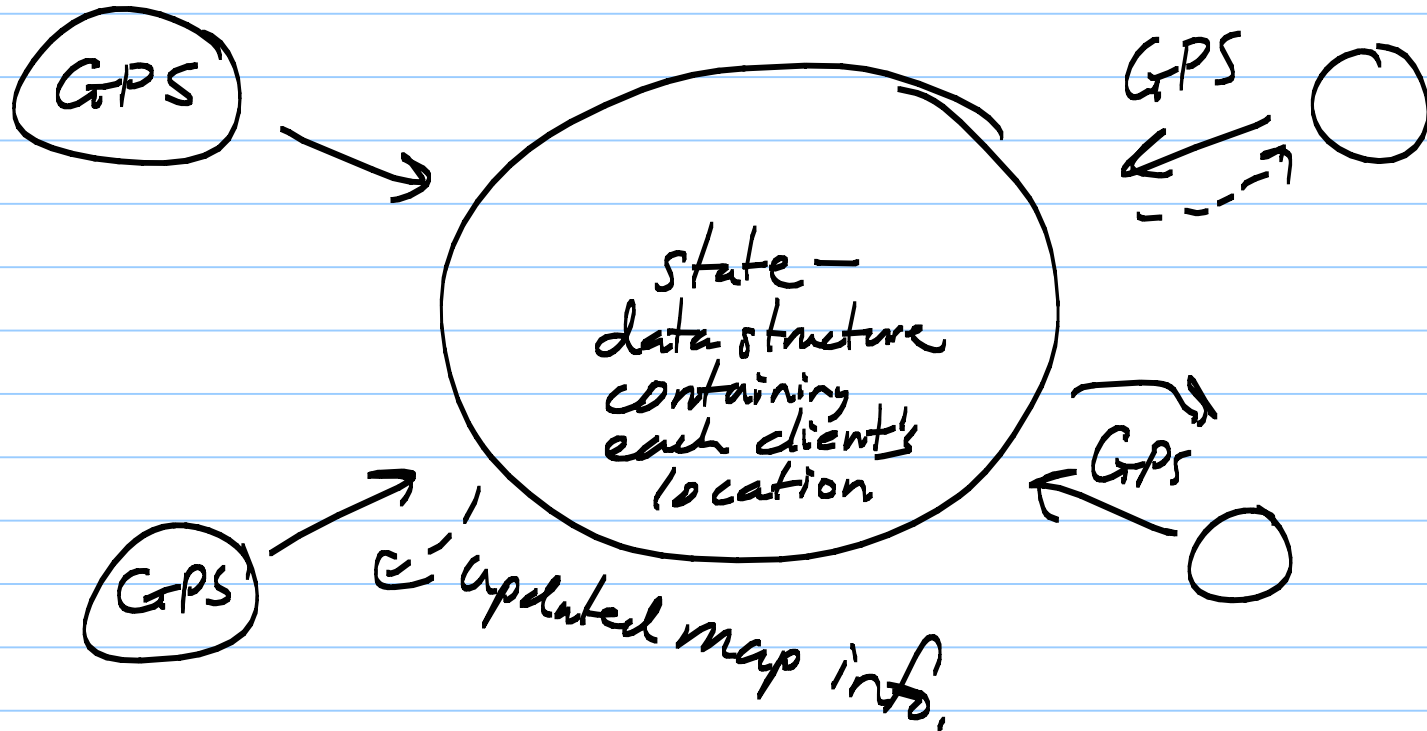 GPS
GPS
state —
data structure
containing
each client's
location
GPS
GPS
updated map info.